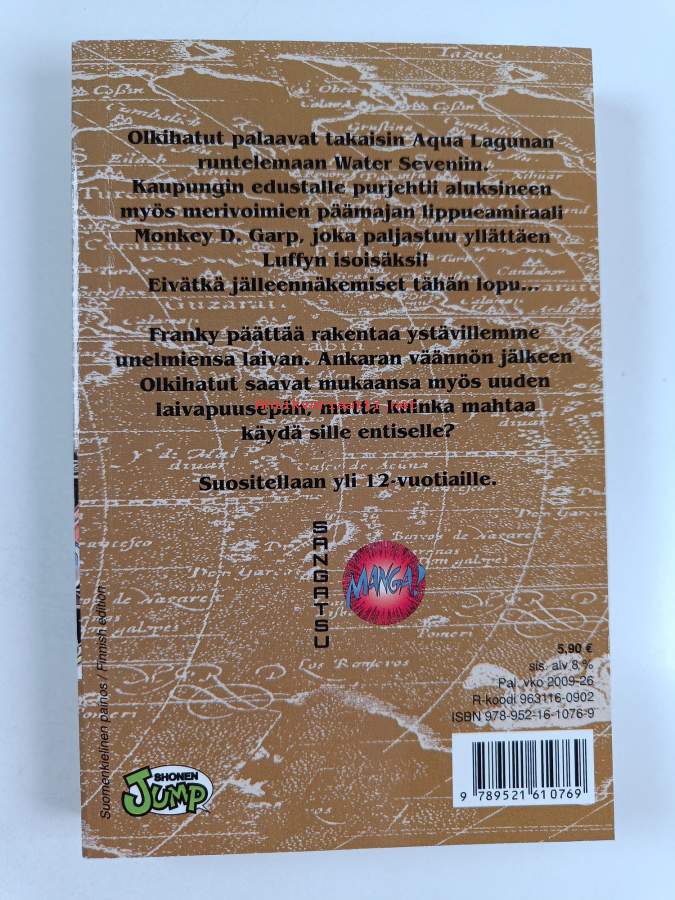 Olkihatut palaavat takaisin Aqua Lagunan
runtelemaan Water Seveniin.
Kaupungin edustalle purjehtii aluksineen
myös merivoimien päämajan lippueamiraali
Monkey D. Garp, joka paljastuu yllättäen
Luffyn isoisäksi!
Eivätkä jälleennäkemiset tähän lopu...
Franky päättää rakentaa ystävillemme
unelmiensa laivan. Ankaran väännön jälkeen
Olkihatut saavat mukaansa myös uuden
laivapuusepän, mutta kuinka mahtaa
käydä sille entiselle?
Suositellaan yli 12-vuotiaille.
SANGATSU
MANGA!
5,90 €
sis. alv 8 %
Pal. vko 2009-26
R-koodi 963116-0902
ISBN 978-952-16-1076-9
9 789521 610769
Suomenkielinen painos / Finnish edition
SHONEN
JUMP
Los Romeros